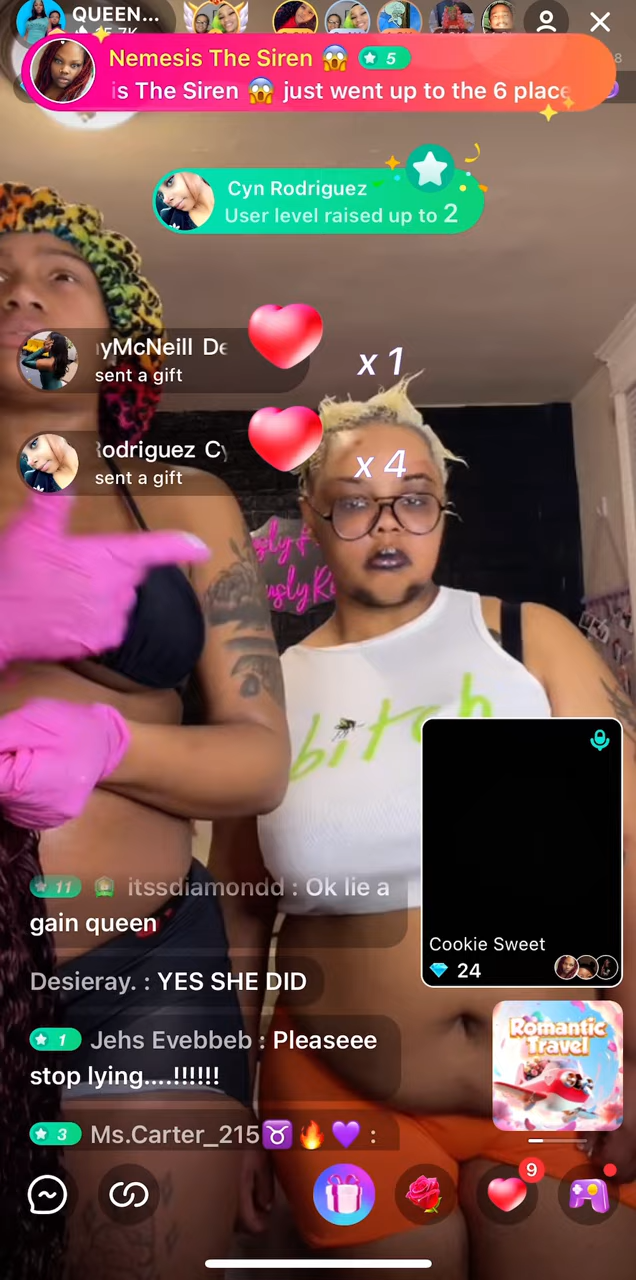 QUEEN...
Nemesis The Siren 😱 5
is The Siren 😱 just went up to the 6 place
Cyn Rodriguez
User level raised up to 2
yMcNeill
sent a gift
x 1
Rodriguez
sent a gift
x 4
bitch
11 itssdiamondd : Ok lie a
gain queen
Desieray. : YES SHE DID
1 Jehs Evebbeb : Pleaseee
stop lying....!!!!!!
3 Ms.Carter_215♉🔥💜 :
Cookie Sweet
24
Romantic
Travel
9